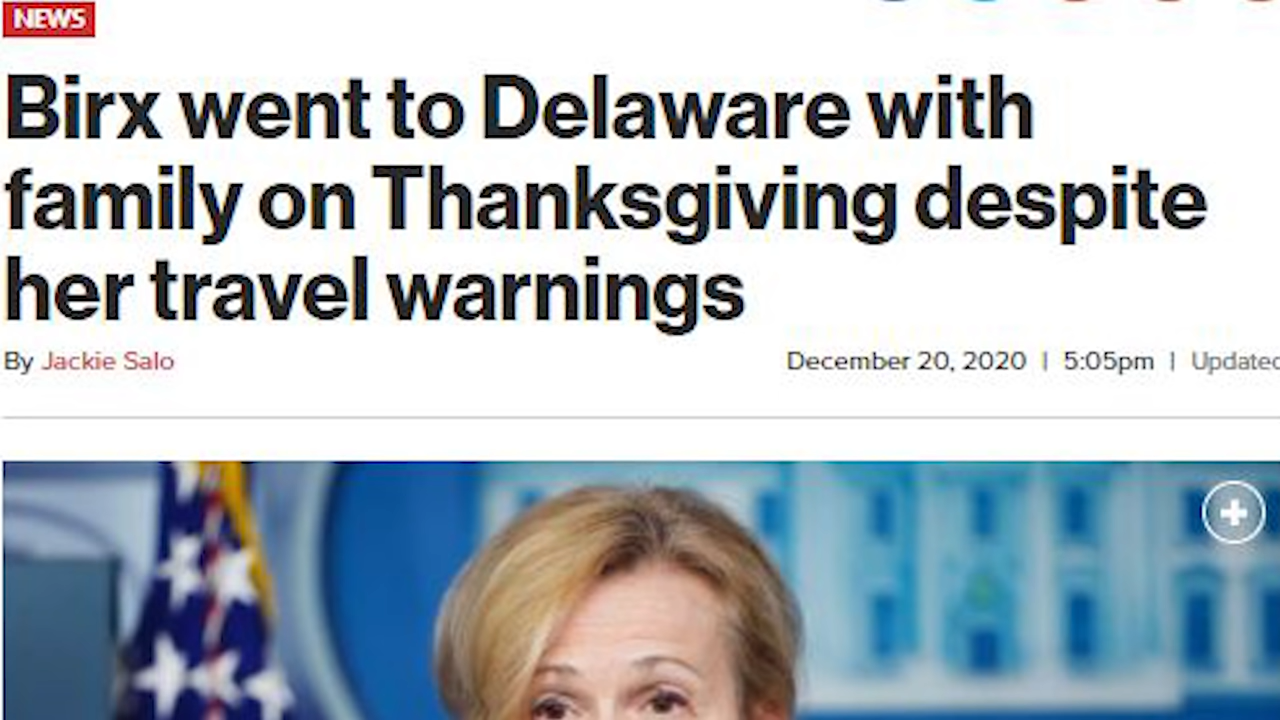 NEWS
Birx went to Delaware with
family on Thanksgiving despite
her travel warnings
By Jackie Salo
December 20, 2020 | 5:05pm | Updated